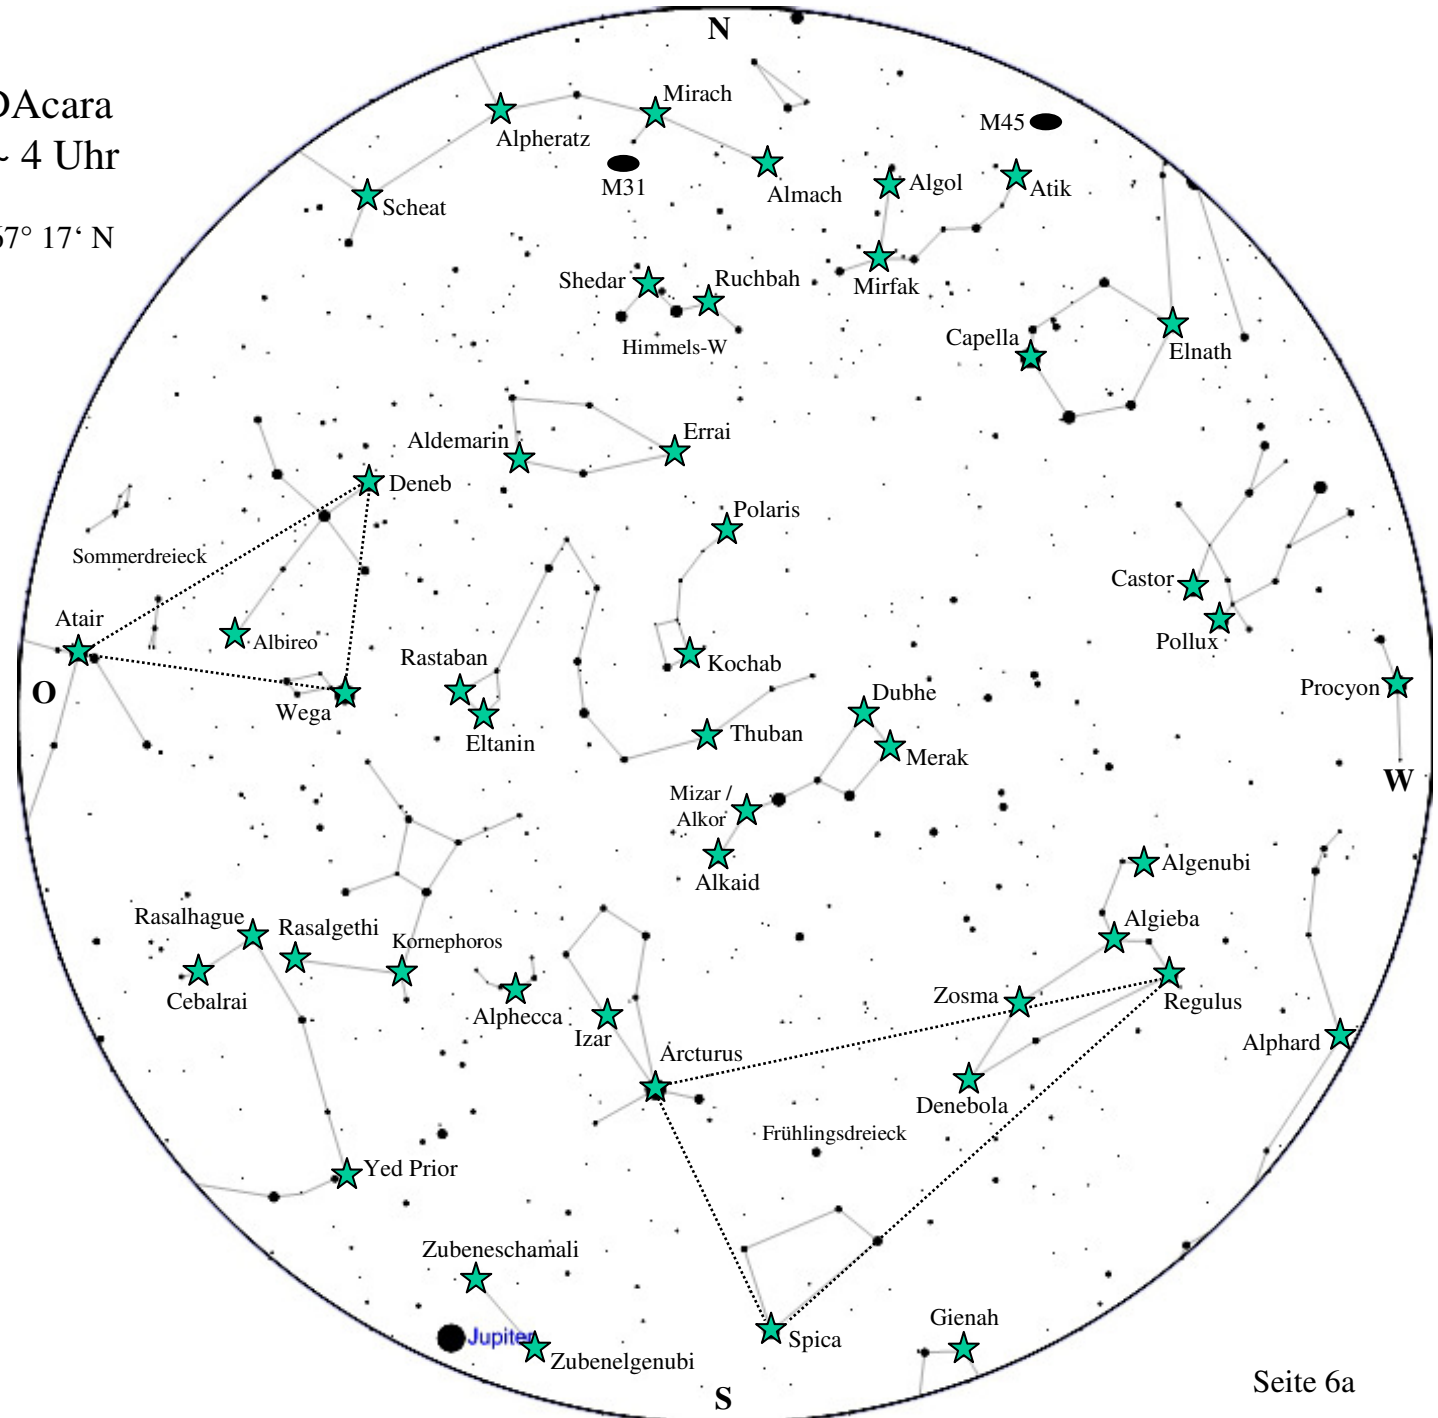 N
DAcara
~ 4 Uhr
67° 17‘ N
Mirach
Alpheratz
M45
M31
Almach
Algol
Atik
Scheat
Shedar
Ruchbah
Mirfak
Himmels-W
Capella
Elnath
Aldemarin
Errai
Deneb
Polaris
Sommerdreieck
Castor
Atair
Albireo
Pollux
Rastaban
Kochab
O
Wega
Dubhe
Procyon
Eltanin
Thuban
Merak
W
Mizar /
Alkor
Alkaid
Algenubi
Rasalhague
Rasalgethi
Kornephoros
Algieba
Cebalrai
Alphecca
Izar
Zosma
Regulus
Arcturus
Alphard
Denebola
Frühlingsdreieck
Yed Prior
Zubeneschamali
Jupiter
Zubenelgenubi
Spica
Gienah
S
Seite 6a